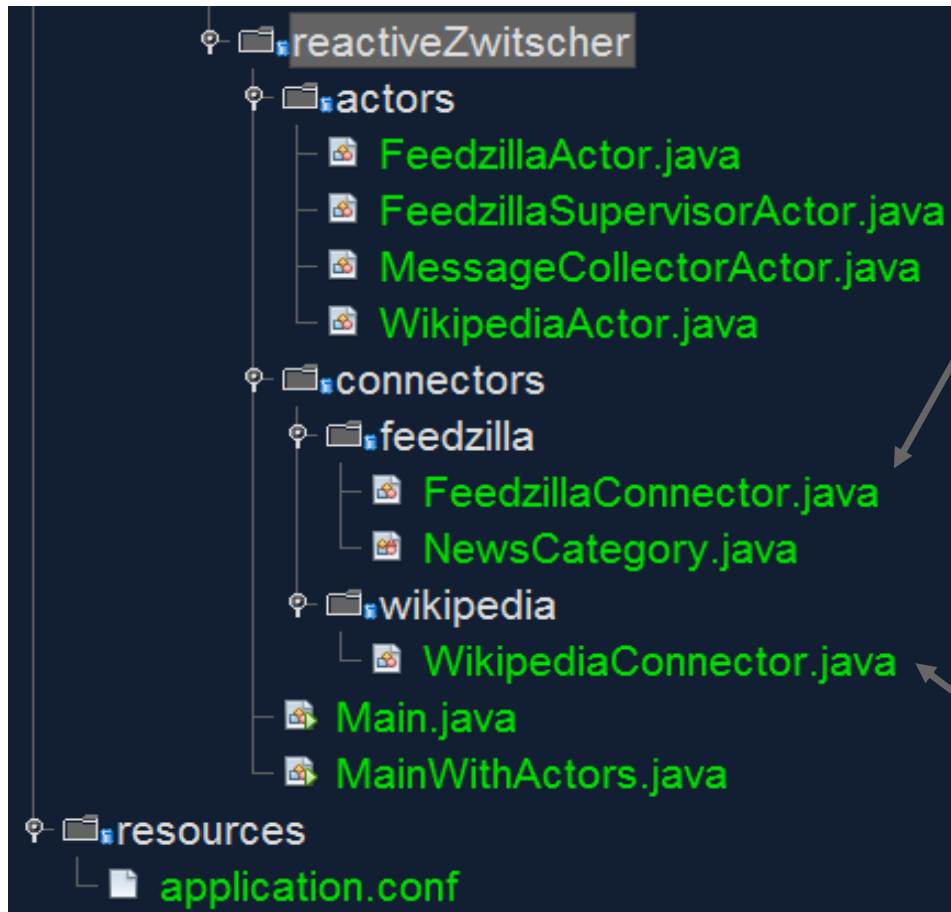 reactiveZwitscher
actors
FeedzillaActor.java
FeedzillaSupervisorActor.java
MessageCollectorActor.java
WikipediaActor.java
connectors
feedzilla
FeedzillaConnector.java
NewsCategory.java
wikipedia
WikipediaConnector.java
Main.java
MainWithActors.java
resources
application.conf